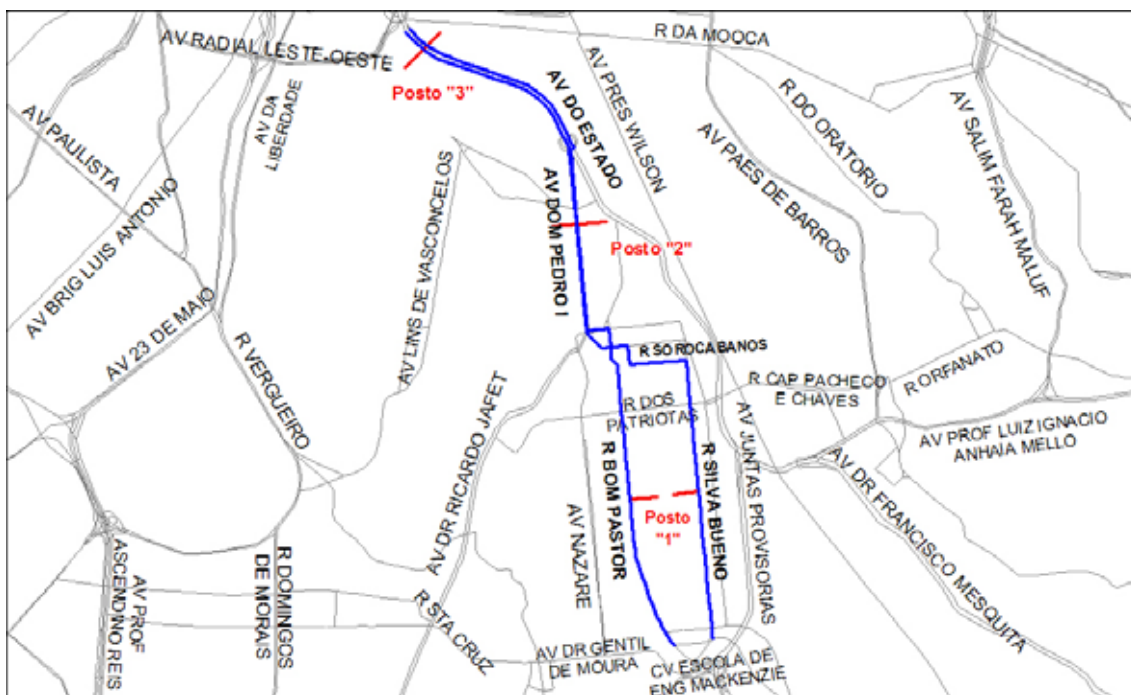 AV RADIAL LESTE-OESTE
R DA MOOCA
Posto "3"
AV DA
LIBERDADE
AV PAULISTA
AV BRIG LUIS ANTONIO
AV 23 DE MAIO
R VERGUEIRO
AV LINS DE VASCONCELOS
AV DO ESTADO
AV PRES WILSON
AV DOM PEDRO I
Posto "2"
AV PAES DE BARROS
R DO ORATORIO
AV SALIM FARAH MALUF
R SOROCABANOS
R ORFANATO
R CAP PACHECO
E CHAVES
R DOS
PATRIOTAS
AV PROF LUIZ IGNACIO
ANHAIA MELLO
AV DR RICARDO JAFET
R BOM PASTOR
R SILVA BUENO
AV JUNTAS PROVISORIAS
AV DR FRANCISCO MESQUITA
Posto
"1"
AV NAZARE
AV PROF
ASCENDINO REIS
R DOMINGOS
DE MORAIS
R STA CRUZ
AV DR GENTIL
DE MOURA
CV ESCOLA DE
ENG MACKENZIE